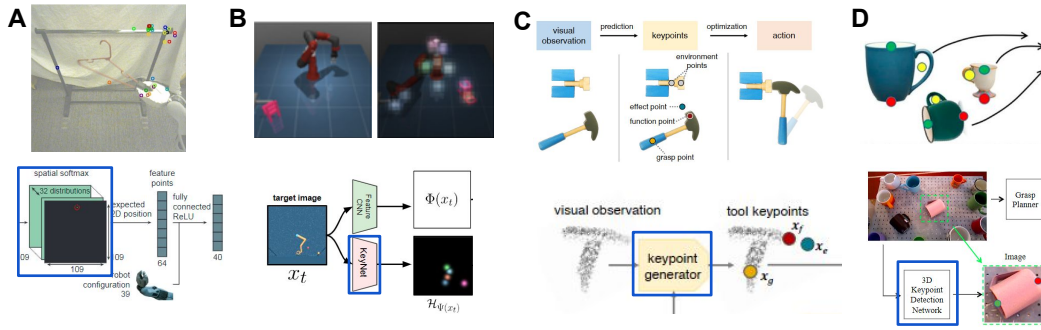 A
spatial softmax
32 distributions
expected
2D position
109
109
109
feature
points
64
fully
connected
ReLU
40
robot
configuration
39
B
target image
x_t
Feature
CNN
KeyNet
Φ(x_t)
H_Ψ(x_t)
C
visual
observation
prediction
keypoints
optimization
action
environment
points
effect point
function point
grasp point
visual observation
tool keypoints
keypoint
generator
x_f
x_e
x_g
D
Grasp
Planner
Image
3D
Keypoint
Detection
Network